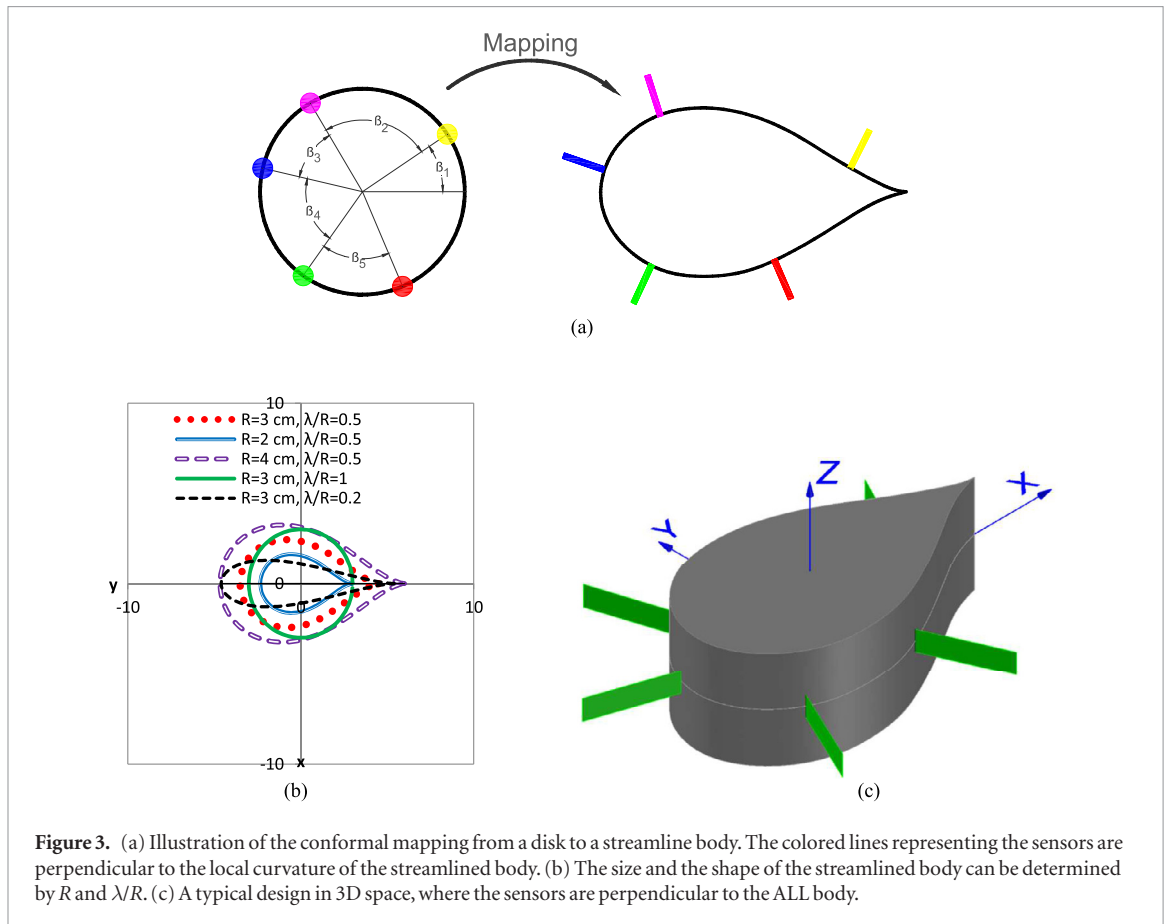 Mapping
β2
β1
β3
β4
β5
(a)
10
R=3 cm, λ/R=0.5
R=2 cm, λ/R=0.5
R=4 cm, λ/R=0.5
R=3 cm, λ/R=1
R=3 cm, λ/R=0.2
y
0
-10
0
10
-10
x
(b)
Z
X
Y
(c)
Figure 3. (a) Illustration of the conformal mapping from a disk to a streamline body. The colored lines representing the sensors are
perpendicular to the local curvature of the streamlined body. (b) The size and the shape of the streamlined body can be determined
by R and λ/R. (c) A typical design in 3D space, where the sensors are perpendicular to the ALL body.